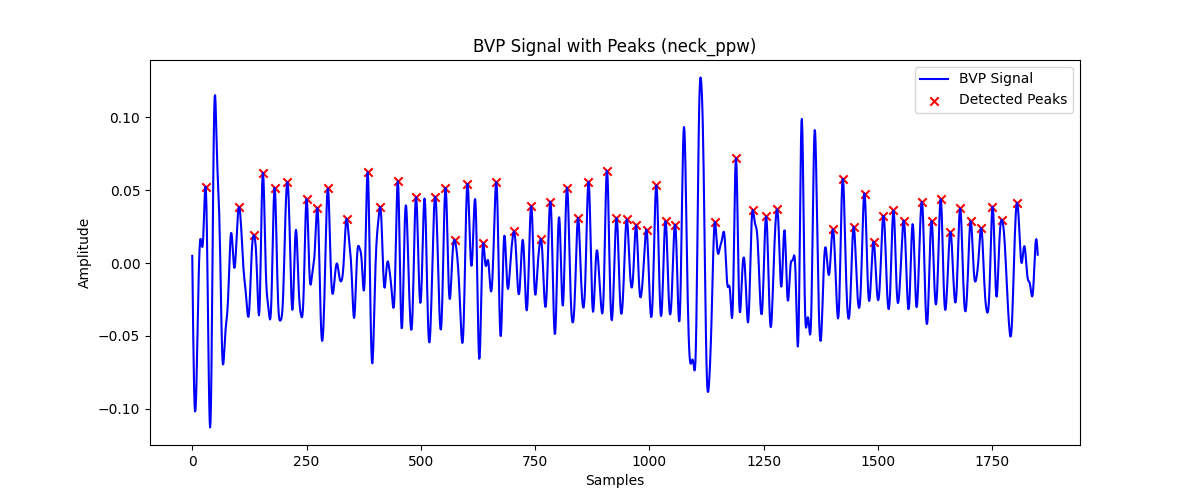 BVP Signal with Peaks (neck_ppw)
BVP Signal
Detected Peaks
Amplitude
0.10
0.05
0.00
−0.05
−0.10
0 250 500 750 1000 1250 1500 1750
Samples